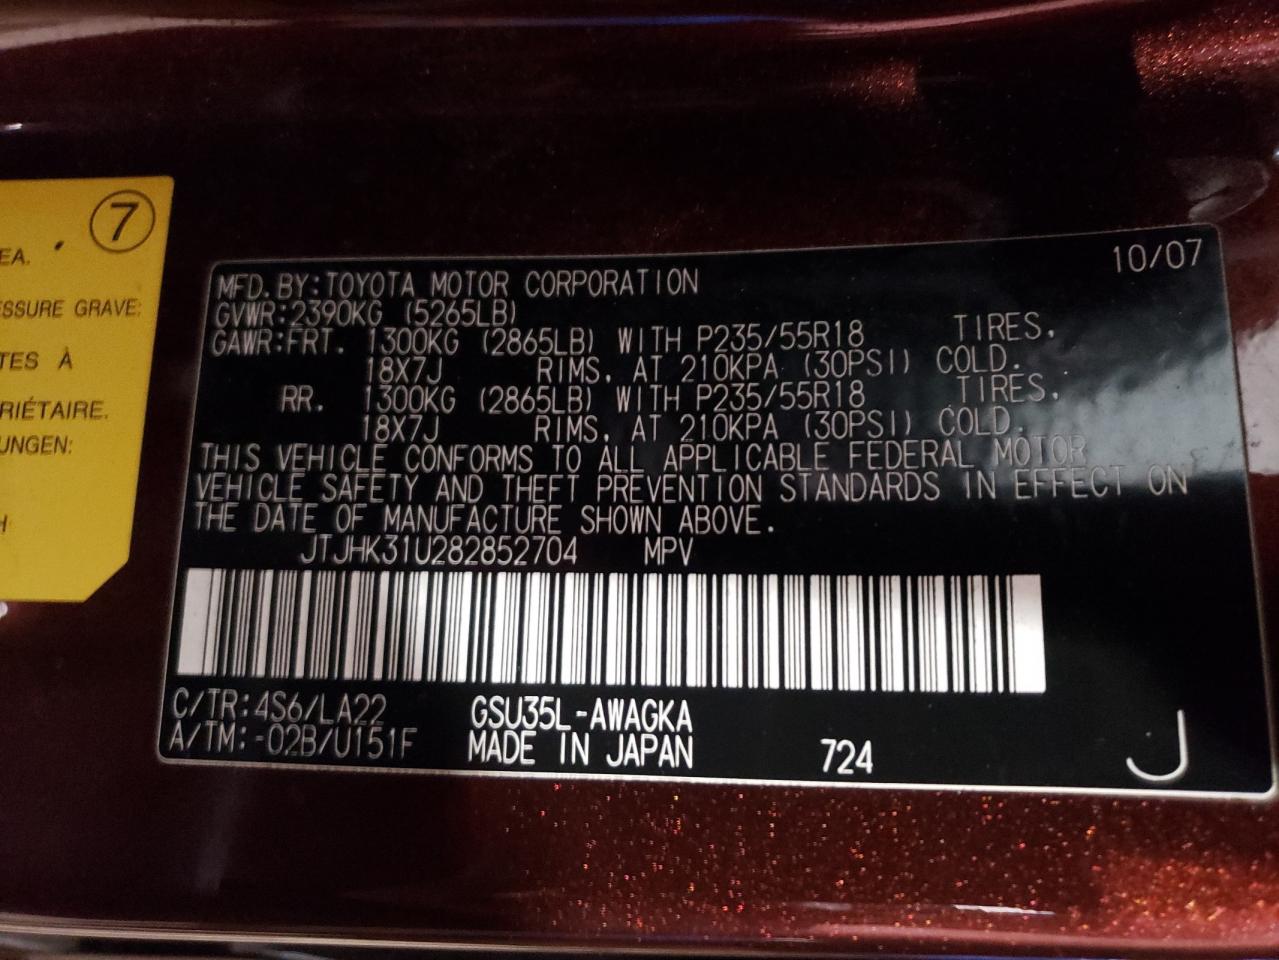 7
EA.
ESSURE GRAVE:
TES À
RIÉTAIRE.
UNGEN:
H
10/07
MFD. BY:TOYOTA MOTOR CORPORATION
GVWR:2390KG (5265LB)
GAWR:FRT. 1300KG (2865LB) WITH P235/55R18 TIRES.
18X7J RIMS. AT 210KPA (30PSI) COLD.
RR. 1300KG (2865LB) WITH P235/55R18 TIRES.
18X7J RIMS. AT 210KPA (30PSI) COLD.
THIS VEHICLE CONFORMS TO ALL APPLICABLE FEDERAL MOTOR
VEHICLE SAFETY AND THEFT PREVENTION STANDARDS IN EFFECT ON
THE DATE OF MANUFACTURE SHOWN ABOVE.
JTJHK31U282852704 MPV
C/TR:4S6/LA22 GSU35L-AWAGKA
A/TM:-02B/U151F MADE IN JAPAN 724 J